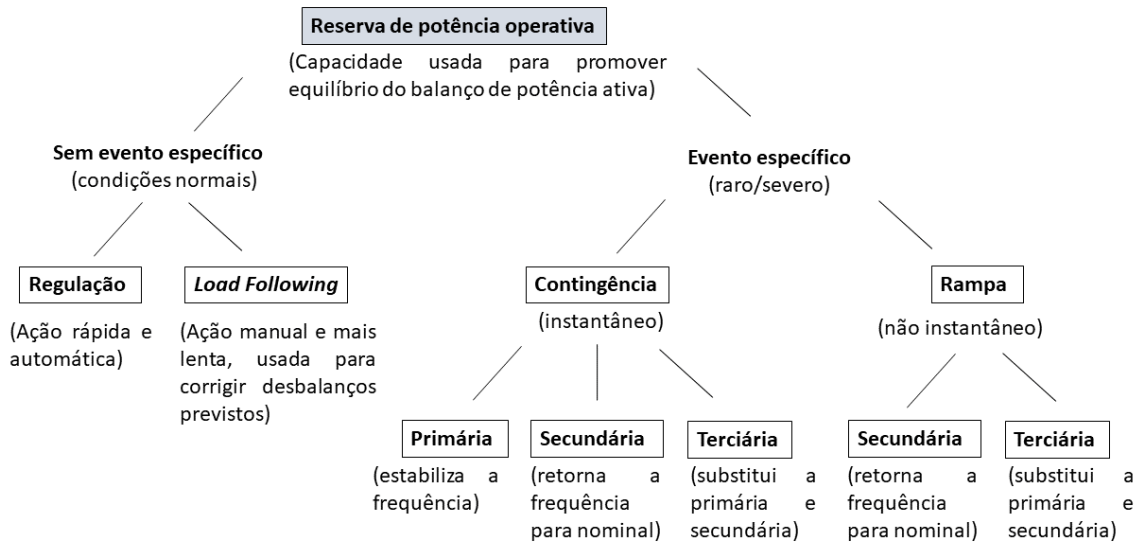 Reserva de potência operativa
(Capacidade usada para promover
equilíbrio do balanço de potência ativa)
Sem evento específico
(condições normais)
Evento específico
(raro/severo)
Regulação
(Ação rápida e
automática)
Load Following
(Ação manual e mais
lenta, usada para
corrigir desbalanços
previstos)
Contingência
(instantâneo)
Rampa
(não instantâneo)
Primária
(estabiliza a
frequência)
Secundária
(retorna a
frequência
para nominal)
Terciária
(substitui a
primária e
secundária)
Secundária
(retorna a
frequência
para nominal)
Terciária
(substitui a
primária e
secundária)